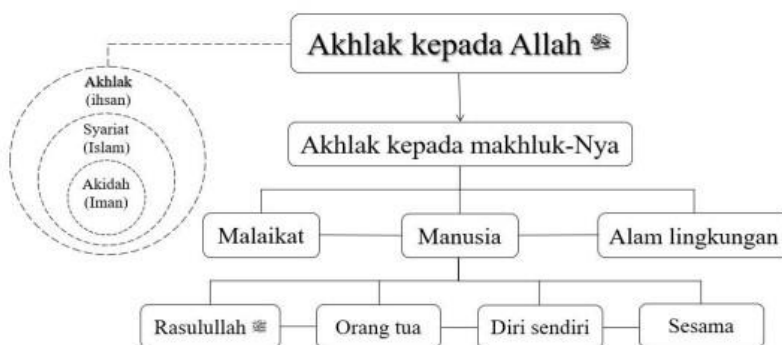 Akhlak kepada Allah ﷻ
Akhlak
(ihsan)
Syariat
(Islam)
Akidah
(Iman)
Akhlak kepada makhluk-Nya
Malaikat
Manusia
Alam lingkungan
Rasulullah ﷺ
Orang tua
Diri sendiri
Sesama